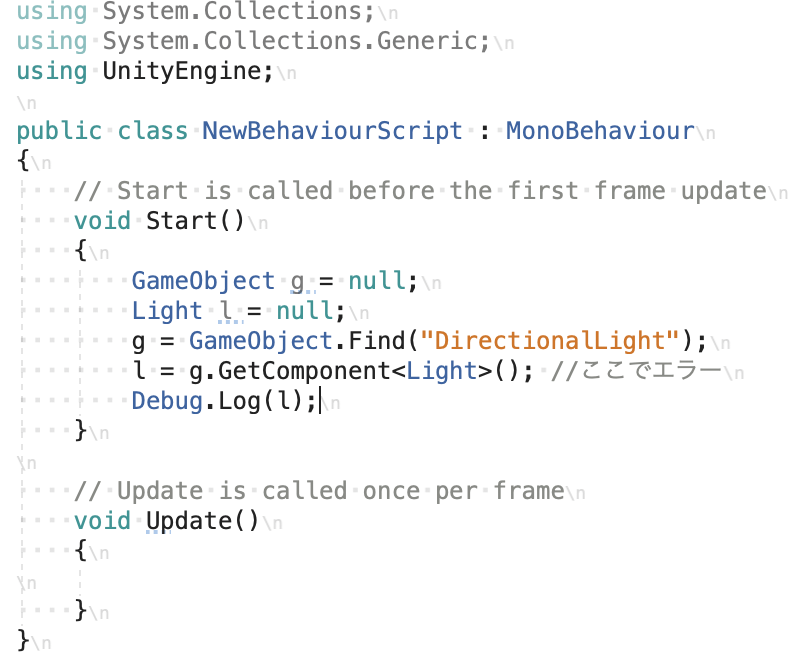 using System.Collections;\n
using System.Collections.Generic;\n
using UnityEngine;\n
\n
public class NewBehaviourScript : MonoBehaviour\n
{\n
    // Start is called before the first frame update\n
    void Start()\n
    {\n
        GameObject g = null;\n
        Light l = null;\n
        g = GameObject.Find("DirectionalLight");\n
        l = g.GetComponent<Light>(); //ここでエラー\n
        Debug.Log(l);\n
    }\n
\n
    // Update is called once per frame\n
    void Update()\n
    {\n
\n
    }\n
}\n